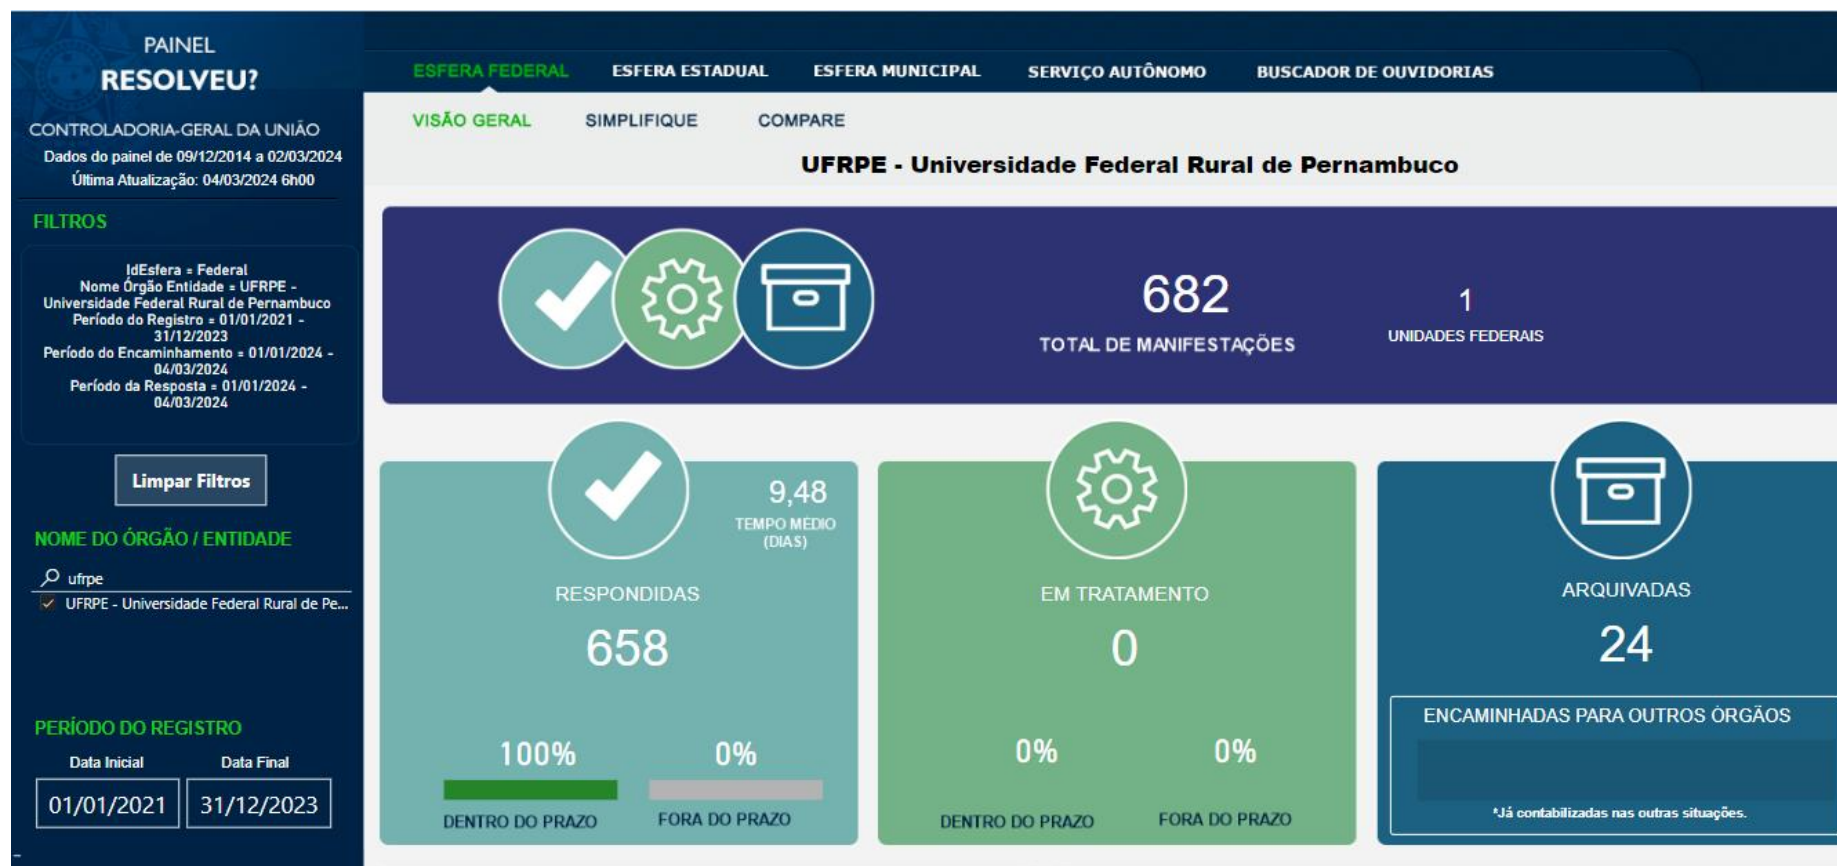 PAINEL
RESOLVEU?
CONTROLADORIA-GERAL DA UNIÃO
Dados do painel de 09/12/2014 a 02/03/2024
Última Atualização: 04/03/2024 6h00
FILTROS
IdEsfera = Federal
Nome Órgão Entidade = UFRPE -
Universidade Federal Rural de Pernambuco
Período do Registro = 01/01/2021 -
31/12/2023
Período do Encaminhamento = 01/01/2024 -
04/03/2024
Período da Resposta = 01/01/2024 -
04/03/2024
Limpar Filtros
NOME DO ÓRGÃO / ENTIDADE
ufrpe
UFRPE - Universidade Federal Rural de Pe...
PERÍODO DO REGISTRO
Data Inicial Data Final
01/01/2021 31/12/2023
ESFERA FEDERAL ESFERA ESTADUAL ESFERA MUNICIPAL SERVIÇO AUTÔNOMO BUSCADOR DE OUVIDORIAS
VISÃO GERAL SIMPLIFIQUE COMPARE
UFRPE - Universidade Federal Rural de Pernambuco
682
TOTAL DE MANIFESTAÇÕES
1
UNIDADES FEDERAIS
9,48
TEMPO MÉDIO
(DIAS)
RESPONDIDAS
658
100% 0%
DENTRO DO PRAZO FORA DO PRAZO
EM TRATAMENTO
0
0% 0%
DENTRO DO PRAZO FORA DO PRAZO
ARQUIVADAS
24
ENCAMINHADAS PARA OUTROS ÓRGÃOS
*Já contabilizadas nas outras situações.